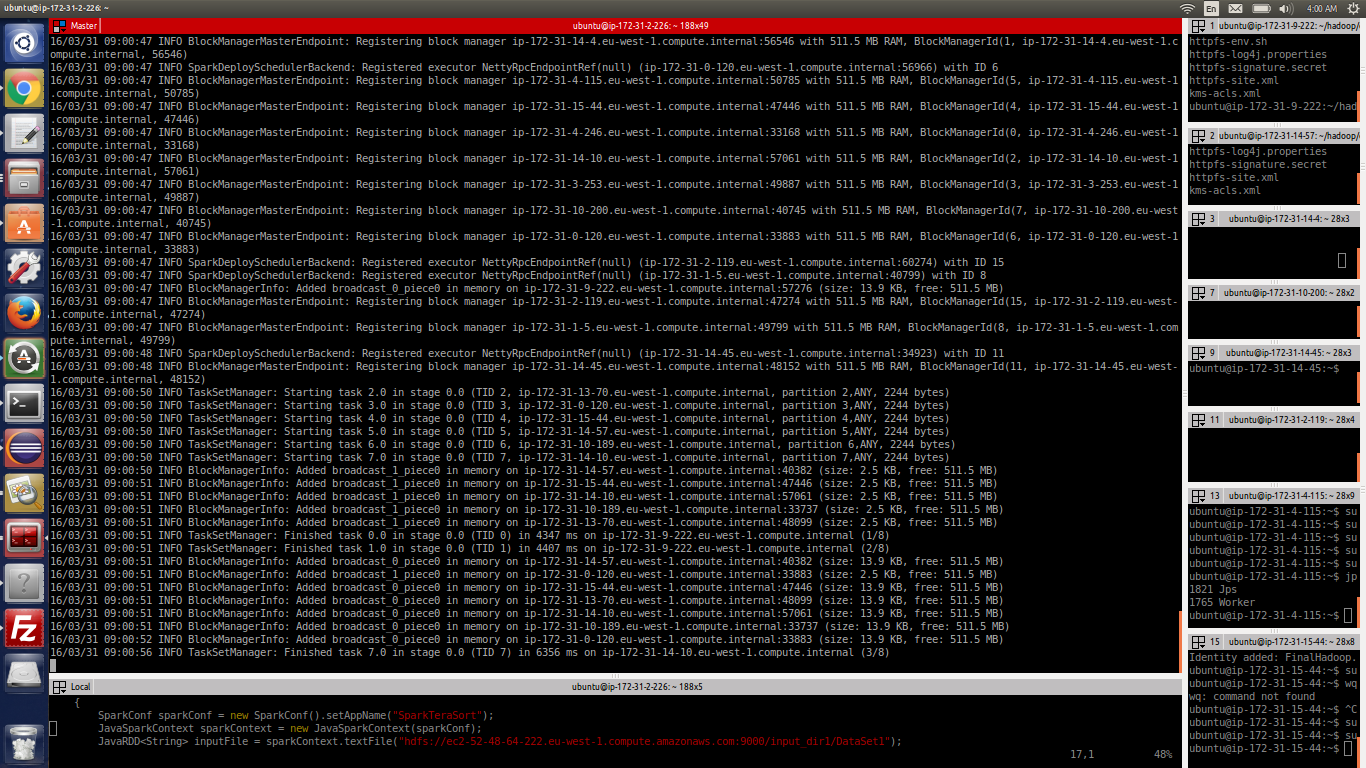 ubuntu@ip-172-31-2-226: ~
En
4:00 AM
Master
ubuntu@ip-172-31-2-226: ~ 188x49
16/03/31 09:00:47 INFO BlockManagerMasterEndpoint: Registering block manager ip-172-31-14-4.eu-west-1.compute.internal:56546 with 511.5 MB RAM, BlockManagerId(1, ip-172-31-14-4.eu-west-1.c
ompute.internal, 56546)
16/03/31 09:00:47 INFO SparkDeploySchedulerBackend: Registered executor NettyRpcEndpointRef(null) (ip-172-31-0-120.eu-west-1.compute.internal:56966) with ID 6
16/03/31 09:00:47 INFO BlockManagerMasterEndpoint: Registering block manager ip-172-31-4-115.eu-west-1.compute.internal:50785 with 511.5 MB RAM, BlockManagerId(5, ip-172-31-4-115.eu-west-1
.compute.internal, 50785)
16/03/31 09:00:47 INFO BlockManagerMasterEndpoint: Registering block manager ip-172-31-15-44.eu-west-1.compute.internal:47446 with 511.5 MB RAM, BlockManagerId(4, ip-172-31-15-44.eu-west-1
.compute.internal, 47446)
16/03/31 09:00:47 INFO BlockManagerMasterEndpoint: Registering block manager ip-172-31-4-246.eu-west-1.compute.internal:33168 with 511.5 MB RAM, BlockManagerId(0, ip-172-31-4-246.eu-west-1
.compute.internal, 33168)
16/03/31 09:00:47 INFO BlockManagerMasterEndpoint: Registering block manager ip-172-31-14-10.eu-west-1.compute.internal:57061 with 511.5 MB RAM, BlockManagerId(2, ip-172-31-14-10.eu-west-1
.compute.internal, 57061)
16/03/31 09:00:47 INFO BlockManagerMasterEndpoint: Registering block manager ip-172-31-3-253.eu-west-1.compute.internal:49887 with 511.5 MB RAM, BlockManagerId(3, ip-172-31-3-253.eu-west-1
.compute.internal, 49887)
16/03/31 09:00:47 INFO BlockManagerMasterEndpoint: Registering block manager ip-172-31-10-200.eu-west-1.compute.internal:40745 with 511.5 MB RAM, BlockManagerId(7, ip-172-31-10-200.eu-west
-1.compute.internal, 40745)
16/03/31 09:00:47 INFO BlockManagerMasterEndpoint: Registering block manager ip-172-31-0-120.eu-west-1.compute.internal:33883 with 511.5 MB RAM, BlockManagerId(6, ip-172-31-0-120.eu-west-1
.compute.internal, 33883)
16/03/31 09:00:47 INFO SparkDeploySchedulerBackend: Registered executor NettyRpcEndpointRef(null) (ip-172-31-2-119.eu-west-1.compute.internal:60274) with ID 15
16/03/31 09:00:47 INFO SparkDeploySchedulerBackend: Registered executor NettyRpcEndpointRef(null) (ip-172-31-1-5.eu-west-1.compute.internal:40799) with ID 8
16/03/31 09:00:47 INFO BlockManagerInfo: Added broadcast_0_piece0 in memory on ip-172-31-9-222.eu-west-1.compute.internal:57276 (size: 13.9 KB, free: 511.5 MB)
16/03/31 09:00:47 INFO BlockManagerMasterEndpoint: Registering block manager ip-172-31-2-119.eu-west-1.compute.internal:47274 with 511.5 MB RAM, BlockManagerId(15, ip-172-31-2-119.eu-west-
1.compute.internal, 47274)
16/03/31 09:00:47 INFO BlockManagerMasterEndpoint: Registering block manager ip-172-31-1-5.eu-west-1.compute.internal:49799 with 511.5 MB RAM, BlockManagerId(8, ip-172-31-1-5.eu-west-1.com
pute.internal, 49799)
16/03/31 09:00:48 INFO SparkDeploySchedulerBackend: Registered executor NettyRpcEndpointRef(null) (ip-172-31-14-45.eu-west-1.compute.internal:34923) with ID 11
16/03/31 09:00:48 INFO BlockManagerMasterEndpoint: Registering block manager ip-172-31-14-45.eu-west-1.compute.internal:48152 with 511.5 MB RAM, BlockManagerId(11, ip-172-31-14-45.eu-west-
1.compute.internal, 48152)
16/03/31 09:00:50 INFO TaskSetManager: Starting task 2.0 in stage 0.0 (TID 2, ip-172-31-13-70.eu-west-1.compute.internal, partition 2,ANY, 2244 bytes)
16/03/31 09:00:50 INFO TaskSetManager: Starting task 3.0 in stage 0.0 (TID 3, ip-172-31-0-120.eu-west-1.compute.internal, partition 3,ANY, 2244 bytes)
16/03/31 09:00:50 INFO TaskSetManager: Starting task 4.0 in stage 0.0 (TID 4, ip-172-31-15-44.eu-west-1.compute.internal, partition 4,ANY, 2244 bytes)
16/03/31 09:00:50 INFO TaskSetManager: Starting task 5.0 in stage 0.0 (TID 5, ip-172-31-14-57.eu-west-1.compute.internal, partition 5,ANY, 2244 bytes)
16/03/31 09:00:50 INFO TaskSetManager: Starting task 6.0 in stage 0.0 (TID 6, ip-172-31-10-189.eu-west-1.compute.internal, partition 6,ANY, 2244 bytes)
16/03/31 09:00:50 INFO TaskSetManager: Starting task 7.0 in stage 0.0 (TID 7, ip-172-31-14-10.eu-west-1.compute.internal, partition 7,ANY, 2244 bytes)
16/03/31 09:00:50 INFO BlockManagerInfo: Added broadcast_1_piece0 in memory on ip-172-31-14-57.eu-west-1.compute.internal:40382 (size: 2.5 KB, free: 511.5 MB)
16/03/31 09:00:51 INFO BlockManagerInfo: Added broadcast_1_piece0 in memory on ip-172-31-15-44.eu-west-1.compute.internal:47446 (size: 2.5 KB, free: 511.5 MB)
16/03/31 09:00:51 INFO BlockManagerInfo: Added broadcast_1_piece0 in memory on ip-172-31-14-10.eu-west-1.compute.internal:57061 (size: 2.5 KB, free: 511.5 MB)
16/03/31 09:00:51 INFO BlockManagerInfo: Added broadcast_1_piece0 in memory on ip-172-31-10-189.eu-west-1.compute.internal:33737 (size: 2.5 KB, free: 511.5 MB)
16/03/31 09:00:51 INFO BlockManagerInfo: Added broadcast_1_piece0 in memory on ip-172-31-13-70.eu-west-1.compute.internal:48099 (size: 2.5 KB, free: 511.5 MB)
16/03/31 09:00:51 INFO TaskSetManager: Finished task 0.0 in stage 0.0 (TID 0) in 4347 ms on ip-172-31-9-222.eu-west-1.compute.internal (1/8)
16/03/31 09:00:51 INFO TaskSetManager: Finished task 1.0 in stage 0.0 (TID 1) in 4407 ms on ip-172-31-9-222.eu-west-1.compute.internal (2/8)
16/03/31 09:00:51 INFO BlockManagerInfo: Added broadcast_0_piece0 in memory on ip-172-31-14-57.eu-west-1.compute.internal:40382 (size: 13.9 KB, free: 511.5 MB)
16/03/31 09:00:51 INFO BlockManagerInfo: Added broadcast_1_piece0 in memory on ip-172-31-0-120.eu-west-1.compute.internal:33883 (size: 2.5 KB, free: 511.5 MB)
16/03/31 09:00:51 INFO BlockManagerInfo: Added broadcast_0_piece0 in memory on ip-172-31-15-44.eu-west-1.compute.internal:47446 (size: 13.9 KB, free: 511.5 MB)
16/03/31 09:00:51 INFO BlockManagerInfo: Added broadcast_0_piece0 in memory on ip-172-31-13-70.eu-west-1.compute.internal:48099 (size: 13.9 KB, free: 511.5 MB)
16/03/31 09:00:51 INFO BlockManagerInfo: Added broadcast_0_piece0 in memory on ip-172-31-14-10.eu-west-1.compute.internal:57061 (size: 13.9 KB, free: 511.5 MB)
16/03/31 09:00:51 INFO BlockManagerInfo: Added broadcast_0_piece0 in memory on ip-172-31-10-189.eu-west-1.compute.internal:33737 (size: 13.9 KB, free: 511.5 MB)
16/03/31 09:00:52 INFO BlockManagerInfo: Added broadcast_0_piece0 in memory on ip-172-31-0-120.eu-west-1.compute.internal:33883 (size: 13.9 KB, free: 511.5 MB)
16/03/31 09:00:56 INFO TaskSetManager: Finished task 7.0 in stage 0.0 (TID 7) in 6356 ms on ip-172-31-14-10.eu-west-1.compute.internal (3/8)
Local
ubuntu@ip-172-31-2-226: ~ 188x5
{
SparkConf sparkConf = new SparkConf().setAppName("SparkTeraSort");
JavaSparkContext sparkContext = new JavaSparkContext(sparkConf);
JavaRDD<String> inputFile = sparkContext.textFile("hdfs://ec2-52-48-64-222.eu-west-1.compute.amazonaws.com:9000/input_dir1/DataSet1");
17,1 48%
1 ubuntu@ip-172-31-9-222: ~/hadoop/
httpfs-env.sh
httpfs-log4j.properties
httpfs-signature.secret
httpfs-site.xml
kms-acls.xml
ubuntu@ip-172-31-9-222:~/had
2 ubuntu@ip-172-31-14-57: ~/hadoop/
httpfs-log4j.properties
httpfs-signature.secret
httpfs-site.xml
kms-acls.xml
3 ubuntu@ip-172-31-14-4: ~ 28x3
7 ubuntu@ip-172-31-10-200: ~ 28x2
9 ubuntu@ip-172-31-14-45: ~ 28x3
ubuntu@ip-172-31-14-45:~$
11 ubuntu@ip-172-31-2-119: ~ 28x4
13 ubuntu@ip-172-31-4-115: ~ 28x9
ubuntu@ip-172-31-4-115:~$ su
ubuntu@ip-172-31-4-115:~$ su
ubuntu@ip-172-31-4-115:~$ su
ubuntu@ip-172-31-4-115:~$ su
ubuntu@ip-172-31-4-115:~$ su
ubuntu@ip-172-31-4-115:~$ jp
1821 Jps
1765 Worker
ubuntu@ip-172-31-4-115:~$
15 ubuntu@ip-172-31-15-44: ~ 28x8
Identity added: FinalHadoop.
ubuntu@ip-172-31-15-44:~$ su
ubuntu@ip-172-31-15-44:~$ wq
wq: command not found
ubuntu@ip-172-31-15-44:~$ ^C
ubuntu@ip-172-31-15-44:~$ su
ubuntu@ip-172-31-15-44:~$ su
ubuntu@ip-172-31-15-44:~$